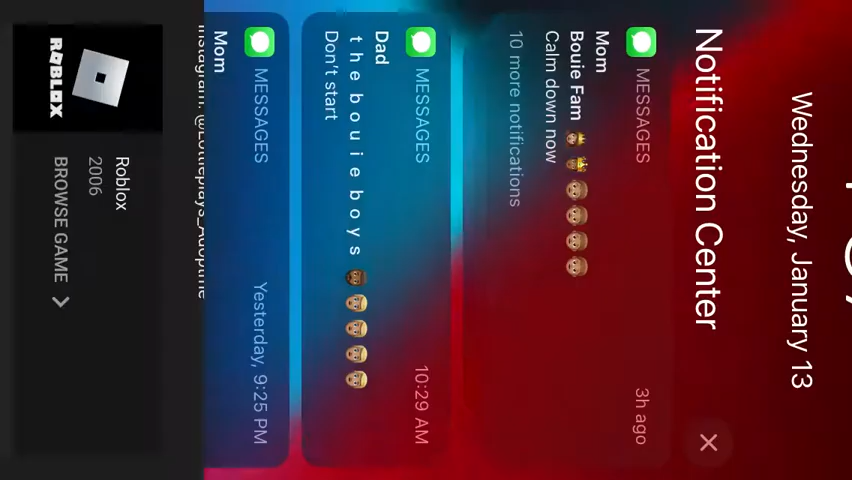 Wednesday, January 13
Notification Center
MESSAGES
3h ago
Mom
Bouie Fam 🤴🏽🤴🏽👶🏽👶🏽👶🏽👶🏽
Calm down now
10 more notifications
MESSAGES
10:29 AM
Dad
t h e b o u i e b o y s
Don't start
MESSAGES
Yesterday, 9:25 PM
Mom
ROBLOX
Roblox
2006
BROWSE GAME